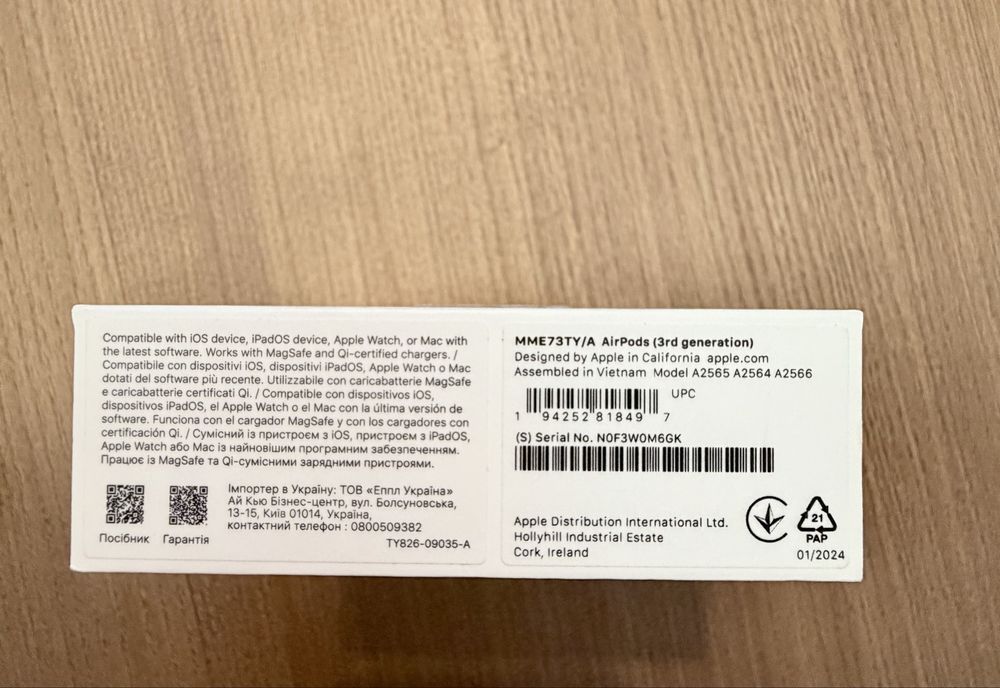 Compatible with iOS device, iPadOS device, Apple Watch, or Mac with
the latest software. Works with MagSafe and Qi-certified chargers. /
Compatibile con dispositivi iOS, dispositivi iPadOS, Apple Watch o Mac
dotati del software più recente. Utilizzabile con caricabatterie MagSafe
e caricabatterie certificati Qi. / Compatible con dispositivos iOS,
dispositivos iPadOS, el Apple Watch o el Mac con la última versión de
software. Funciona con el cargador MagSafe y con los cargadores con
certificación Qi. / Сумісний із пристроєм з iOS, пристроєм з iPadOS,
Apple Watch або Mac із найновішим програмним забезпеченням.
Працює із MagSafe та Qi-сумісними зарядними пристроями.
Посібник
Гарантія
Імпортер в Україну: ТОВ «Еппл Україна»
Ай Кью Бізнес-центр, вул. Болсуновська,
13-15, Київ 01014, Україна,
контактний телефон : 0800509382
TY826-09035-A
MME73TY/A AirPods (3rd generation)
Designed by Apple in California apple.com
Assembled in Vietnam Model A2565 A2564 A2566
UPC
1 94252 81849 7
(S) Serial No. N0F3W0M6GK
Apple Distribution International Ltd.
Hollyhill Industrial Estate
Cork, Ireland
21
PAP
01/2024